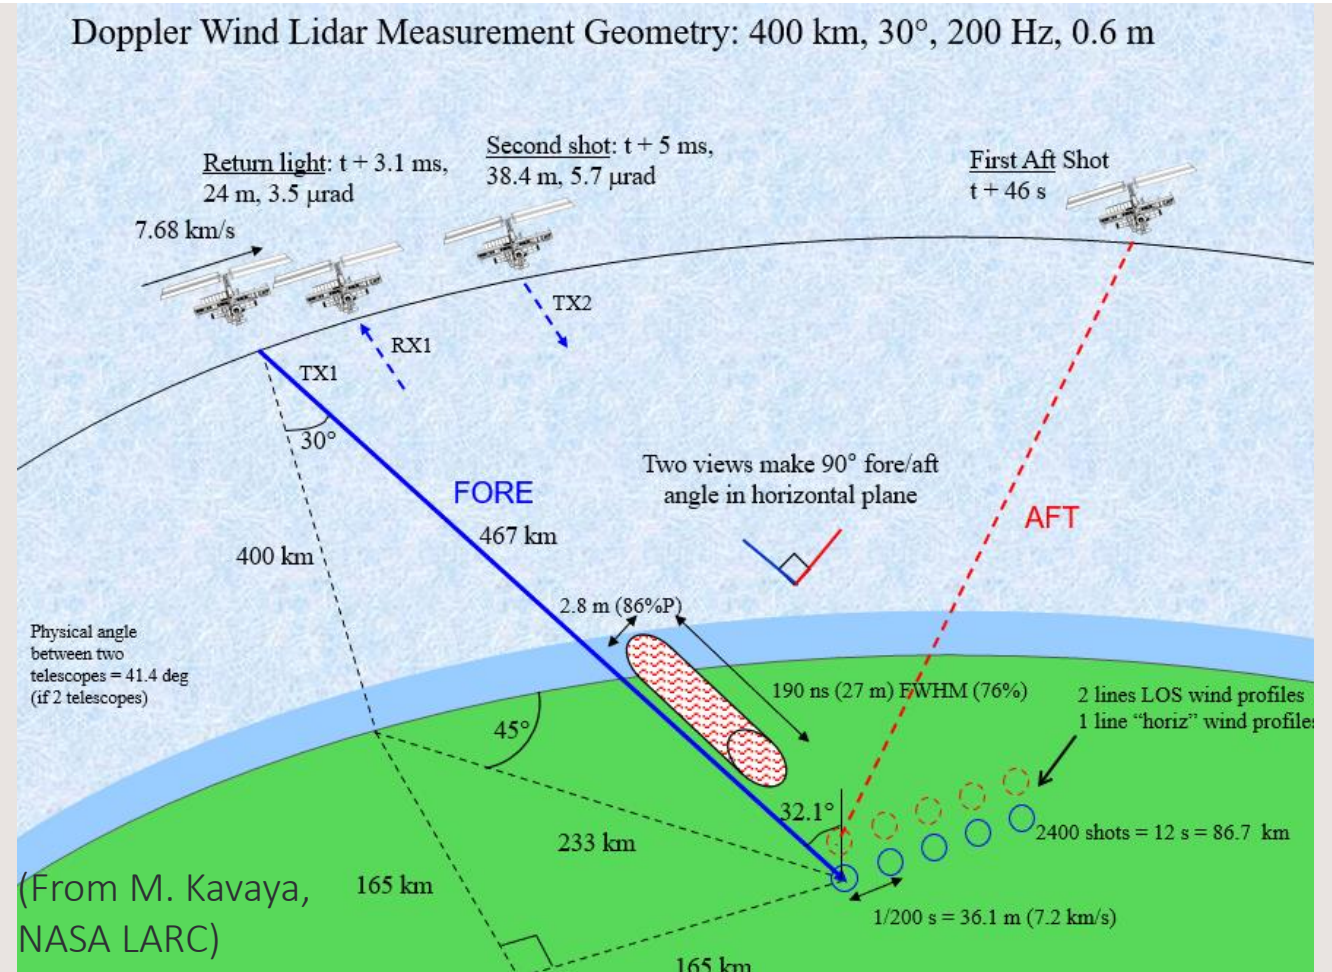 Doppler Wind Lidar Measurement Geometry: 400 km, 30°, 200 Hz, 0.6 m
Return light: t + 3.1 ms,
24 m, 3.5 μrad
Second shot: t + 5 ms,
38.4 m, 5.7 μrad
First Aft Shot
t + 46 s
7.68 km/s
TX2
RX1
TX1
30°
Two views make 90° fore/aft
angle in horizontal plane
FORE
AFT
467 km
400 km
2.8 m (86%P)
Physical angle
between two
telescopes = 41.4 deg
(if 2 telescopes)
190 ns (27 m) FWHM (76%)
2 lines LOS wind profiles
1 line “horiz” wind profiles
45°
32.1°
2400 shots = 12 s = 86.7 km
233 km
165 km
(From M. Kavaya,
NASA LARC)
1/200 s = 36.1 m (7.2 km/s)
165 km